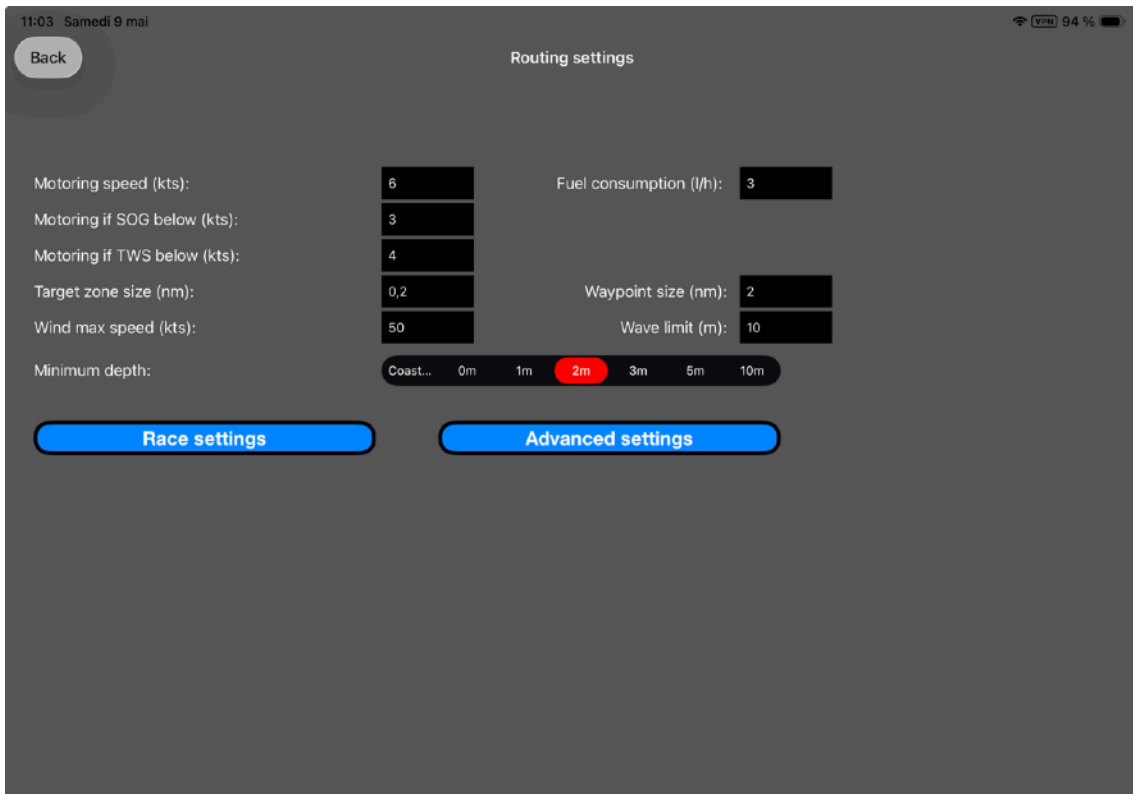 11:03 Samedi 9 mai VPN 94 %
Back Routing settings
Motoring speed (kts): 6 Fuel consumption (l/h): 3
Motoring if SOG below (kts): 3
Motoring if TWS below (kts): 4
Target zone size (nm): 0,2 Waypoint size (nm): 2
Wind max speed (kts): 50 Wave limit (m): 10
Minimum depth: Coast... 0m 1m 2m 3m 5m 10m
Race settings Advanced settings